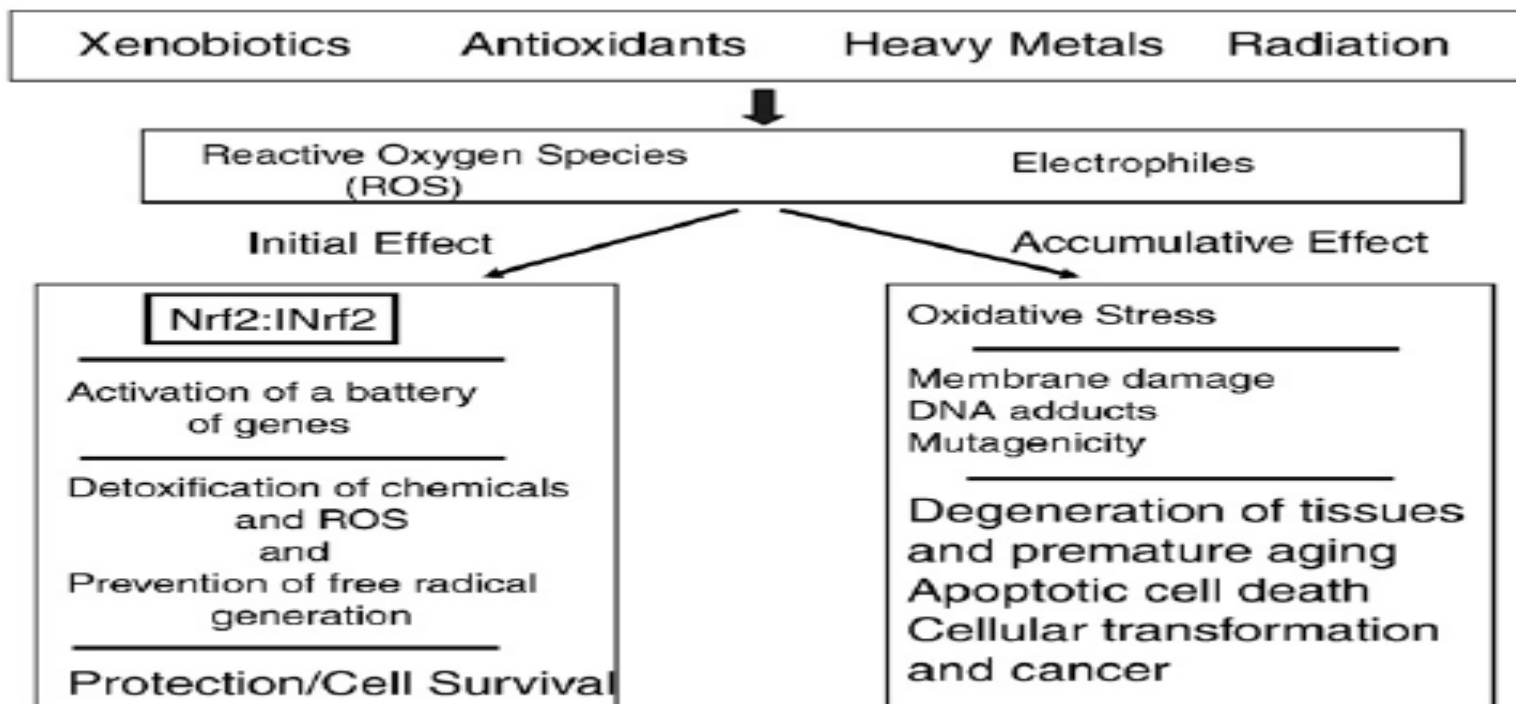 Xenobiotics Antioxidants Heavy Metals Radiation
Reactive Oxygen Species
(ROS)
Electrophiles
Initial Effect
Accumulative Effect
Nrf2:INrf2
Activation of a battery
of genes
Detoxification of chemicals
and ROS
and
Prevention of free radical
generation
Protection/Cell Survival
Oxidative Stress
Membrane damage
DNA adducts
Mutagenicity
Degeneration of tissues
and premature aging
Apoptotic cell death
Cellular transformation
and cancer